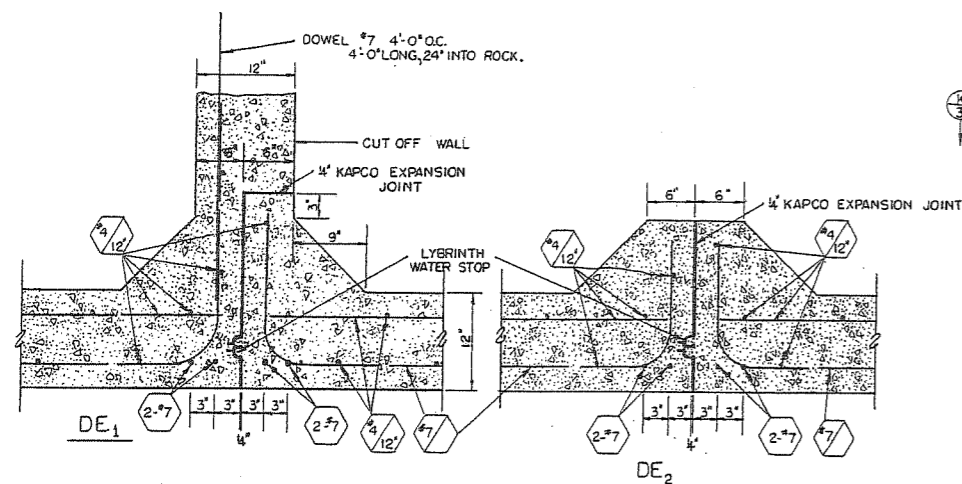 DOWEL #7 4'-0" O.C.
4'-0" LONG, 24" INTO ROCK.
12"
CUT OFF WALL
6" 6"
¼" KAPCO EXPANSION
JOINT
3"
9"
#4
12"
LYBRINTH
WATER STOP
12"
2-#7
3" 3" 3" 3"
¼"
2-#7
#4
12"
#7
DE1
6" 6"
¼" KAPCO EXPANSION JOINT
#4
12"
#4
12"
2-#7
3" 3" 3" 3"
¼"
2-#7
#7
DE2